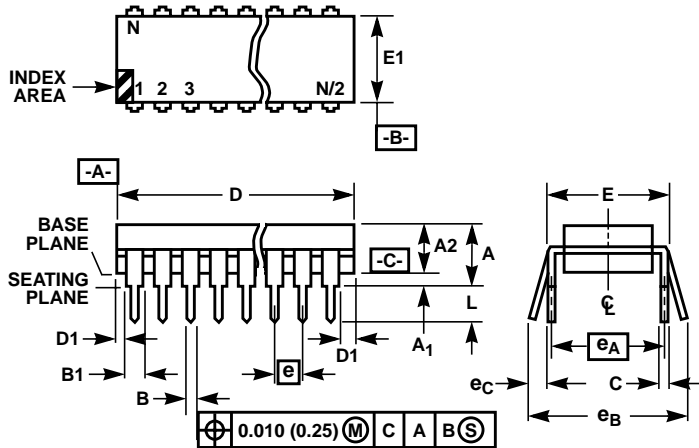 N
E1
INDEX
AREA
1 2 3 N/2
-B-
-A-
D
E
BASE
PLANE
A2
A
-C-
SEATING
PLANE
L
D1
D1
A1
B1
e
B
eA
eC
C
eB
CL
0.010 (0.25) M C A B S